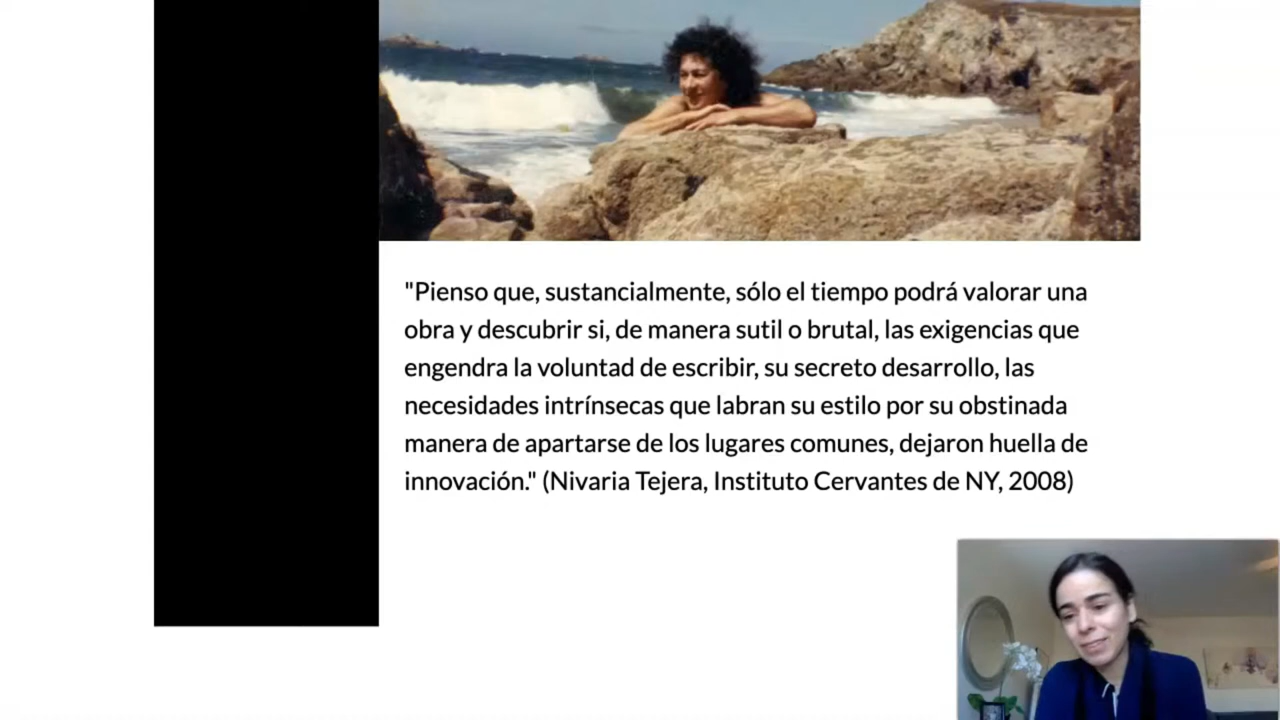 "Pienso que, sustancialmente, sólo el tiempo podrá valorar una
obra y descubrir si, de manera sutil o brutal, las exigencias que
engendra la voluntad de escribir, su secreto desarrollo, las
necesidades intrínsecas que labran su estilo por su obstinada
manera de apartarse de los lugares comunes, dejaron huella de
innovación." (Nivaria Tejera, Instituto Cervantes de NY, 2008)